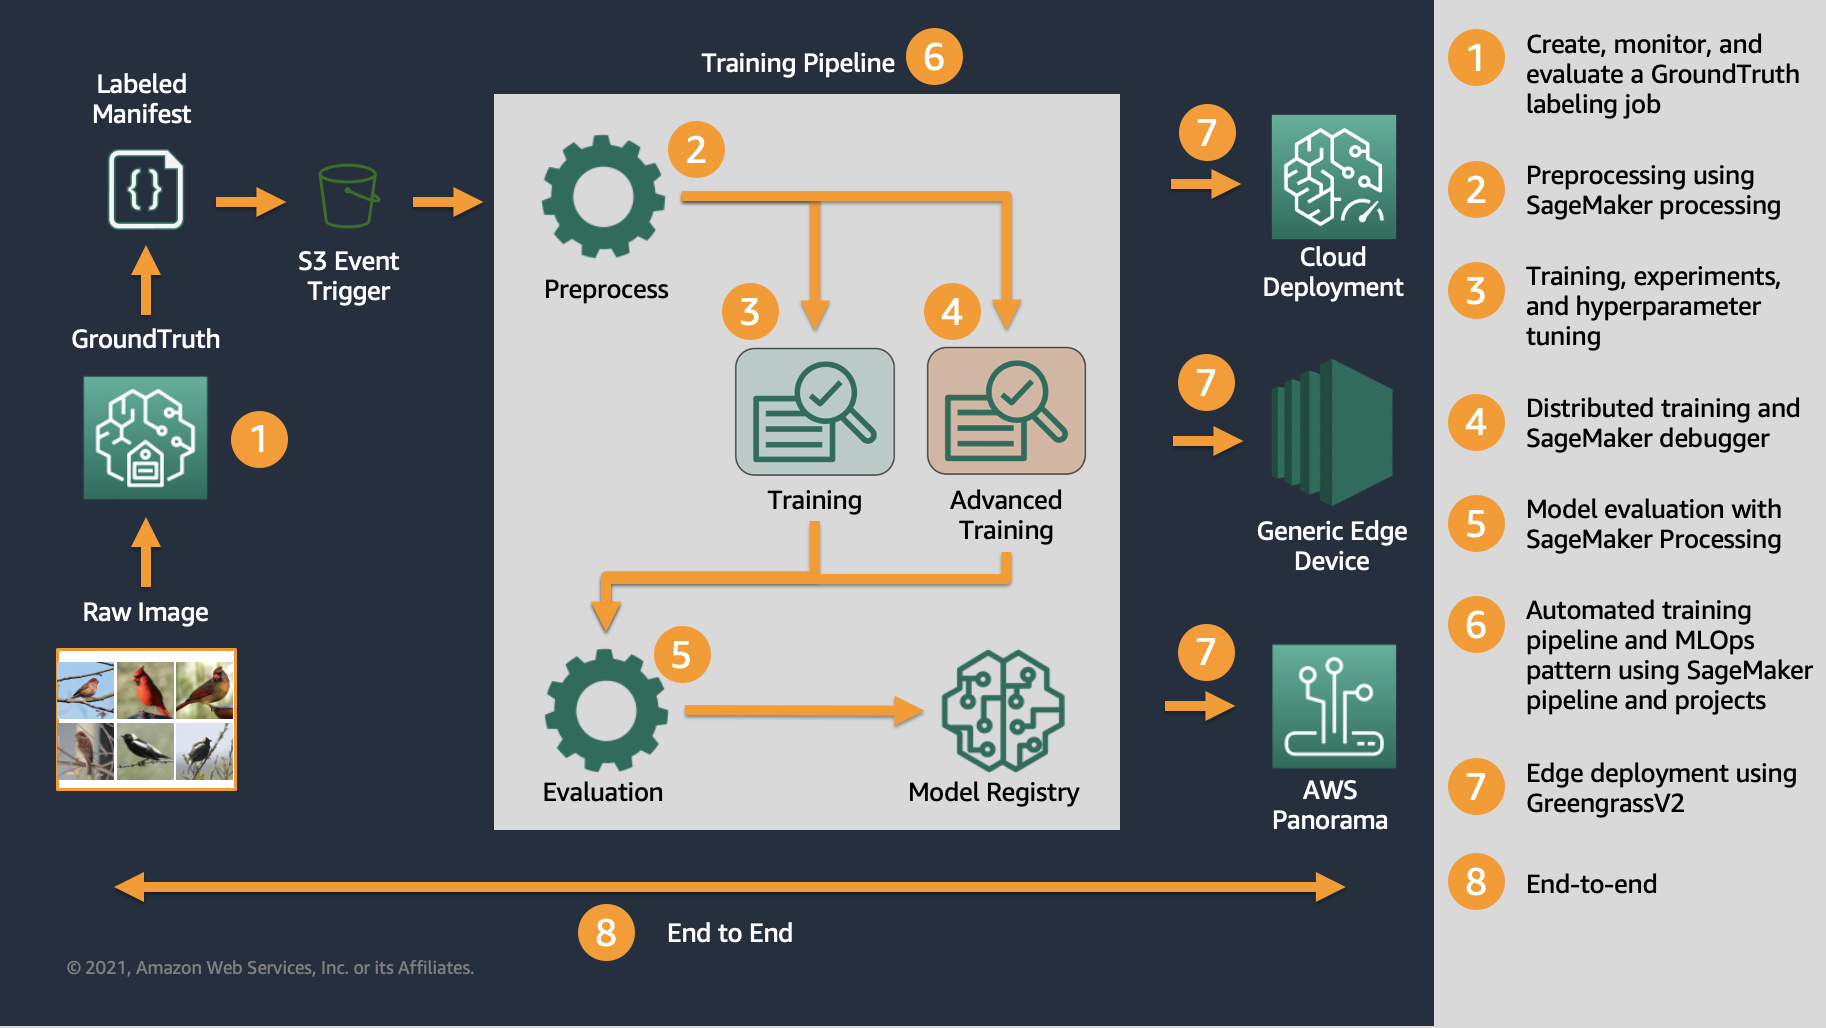 Training Pipeline 6
Labeled
Manifest
{}
S3 Event
Trigger
GroundTruth
1
Raw Image
2
Preprocess
3
4
Training
Advanced
Training
5
Evaluation
Model Registry
7
Cloud
Deployment
7
Generic Edge
Device
7
AWS
Panorama
8 End to End
© 2021, Amazon Web Services, Inc. or its Affiliates.
1 Create, monitor, and
evaluate a GroundTruth
labeling job
2 Preprocessing using
SageMaker processing
3 Training, experiments,
and hyperparameter
tuning
4 Distributed training and
SageMaker debugger
5 Model evaluation with
SageMaker Processing
6 Automated training
pipeline and MLOps
pattern using SageMaker
pipeline and projects
7 Edge deployment using
GreengrassV2
8 End-to-end